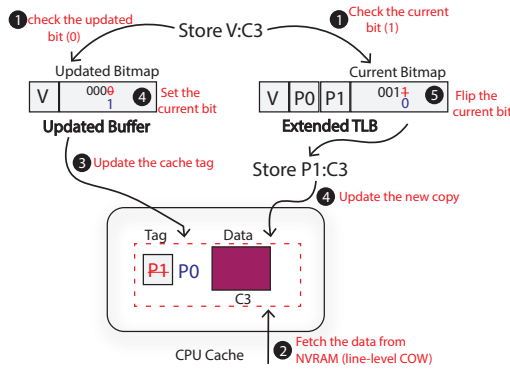 1 check the updated
bit (0)
Store V:C3
1 Check the current
bit (1)
Updated Bitmap
V
0000
1
4 Set the
current bit
Updated Buffer
Current Bitmap
V P0 P1
0011
0
5 Flip the
current bit
Extended TLB
3 Update the cache tag
Store P1:C3
4 Update the new copy
Tag Data
P1 P0
C3
CPU Cache
2 Fetch the data from
NVRAM (line-level COW)